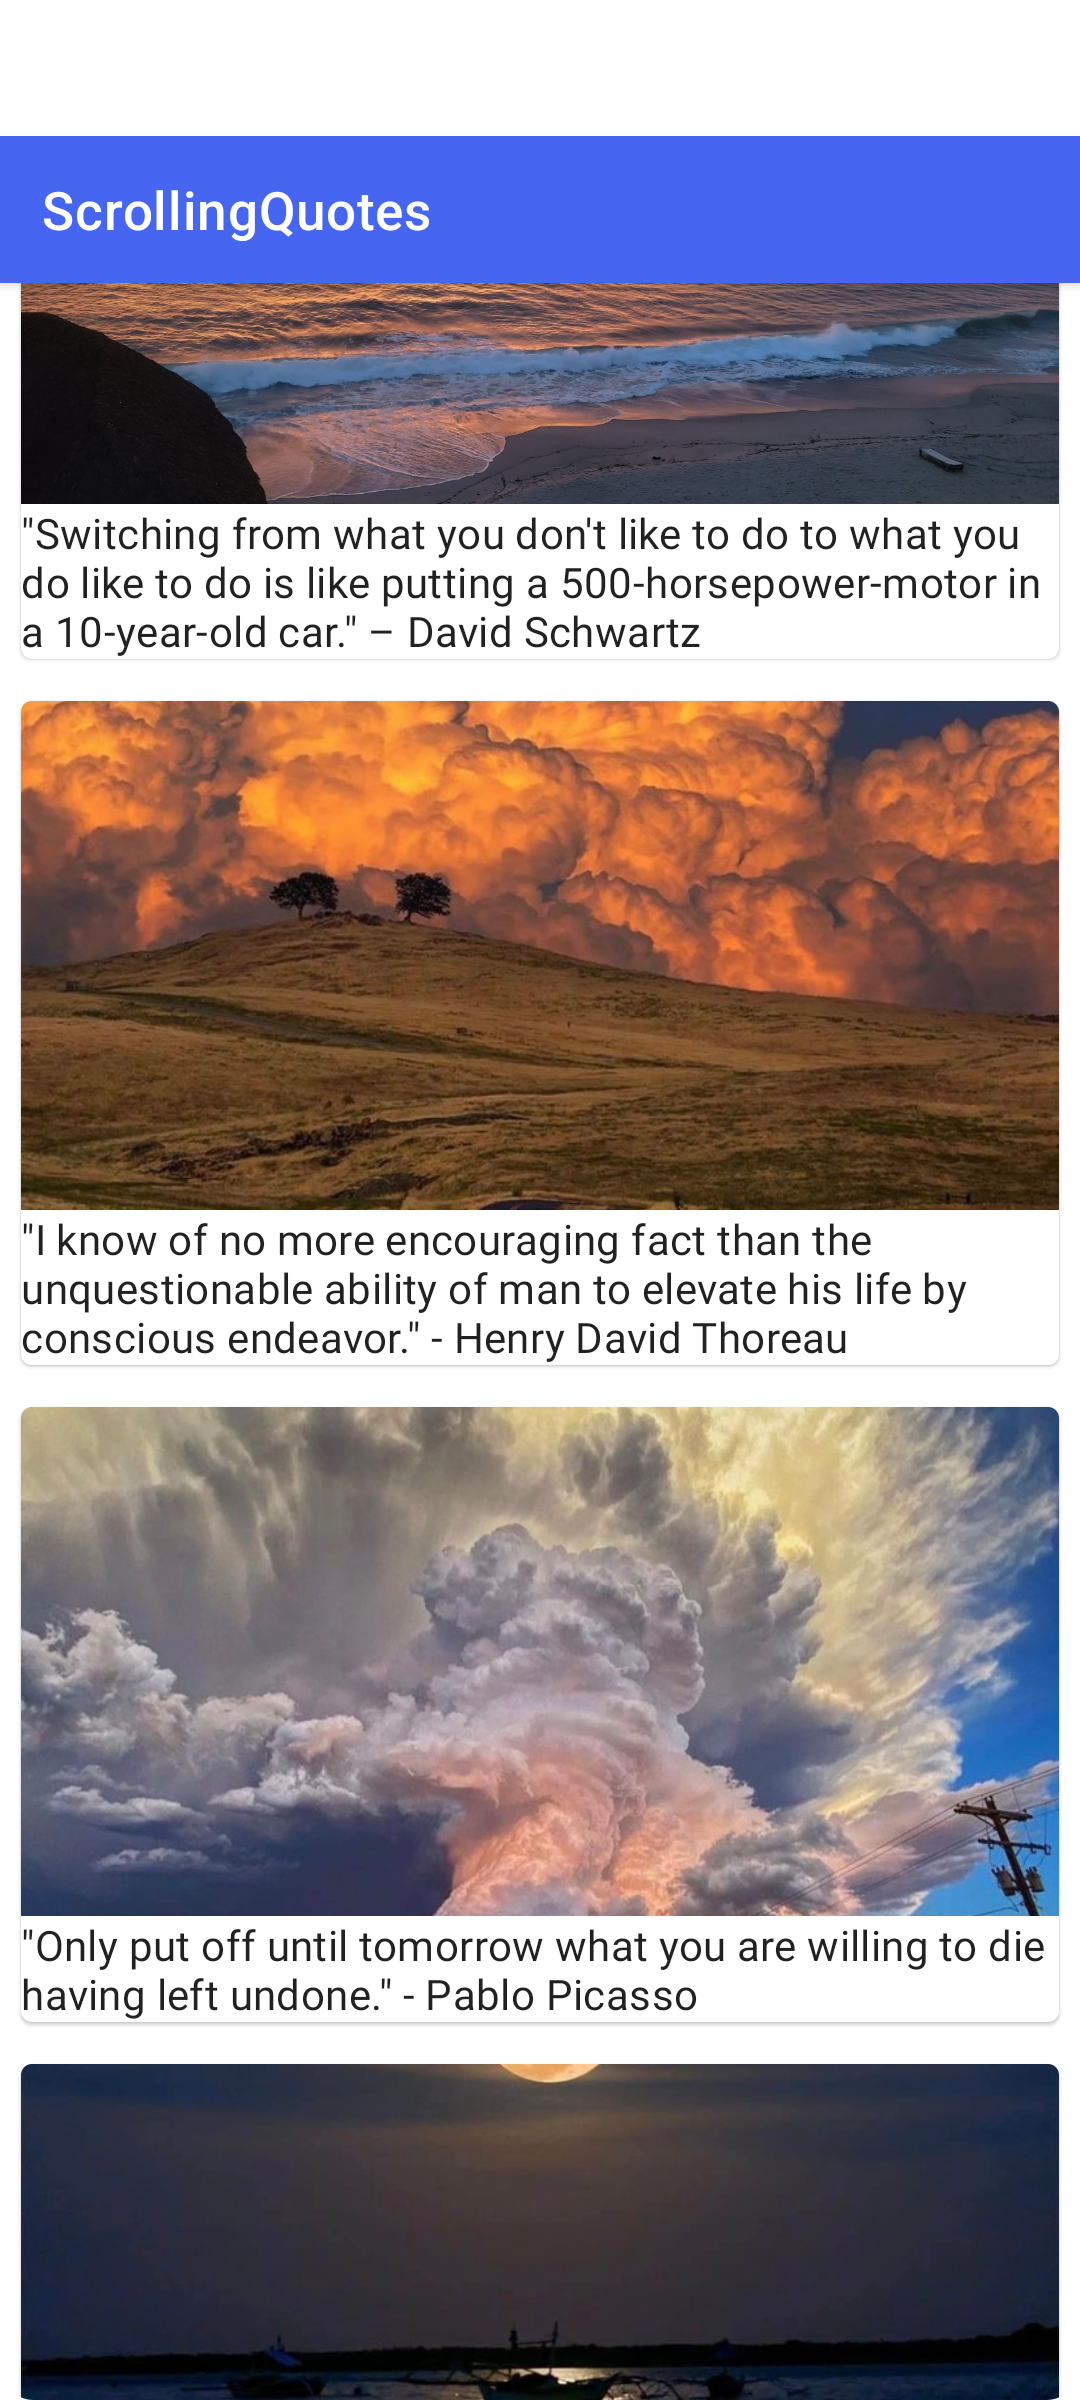 ScrollingQuotes
"Switching from what you don't like to do to what you
do like to do is like putting a 500-horsepower-motor in
a 10-year-old car." – David Schwartz
"I know of no more encouraging fact than the
unquestionable ability of man to elevate his life by
conscious endeavor." - Henry David Thoreau
"Only put off until tomorrow what you are willing to die
having left undone." - Pablo Picasso